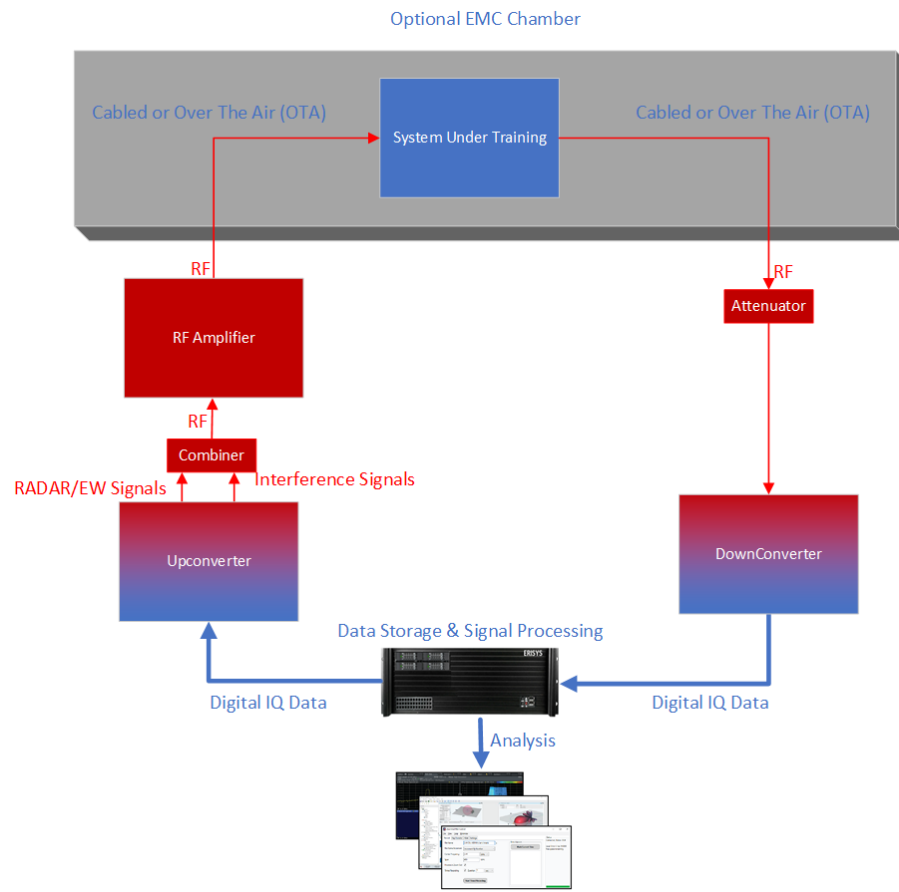 Optional EMC Chamber
Cabled or Over The Air (OTA)
Cabled or Over The Air (OTA)
System Under Training
RF
RF
Attenuator
RF Amplifier
RF
Combiner
RADAR/EW Signals
Interference Signals
Upconverter
DownConverter
Data Storage & Signal Processing
ERISYS
Digital IQ Data
Digital IQ Data
Analysis